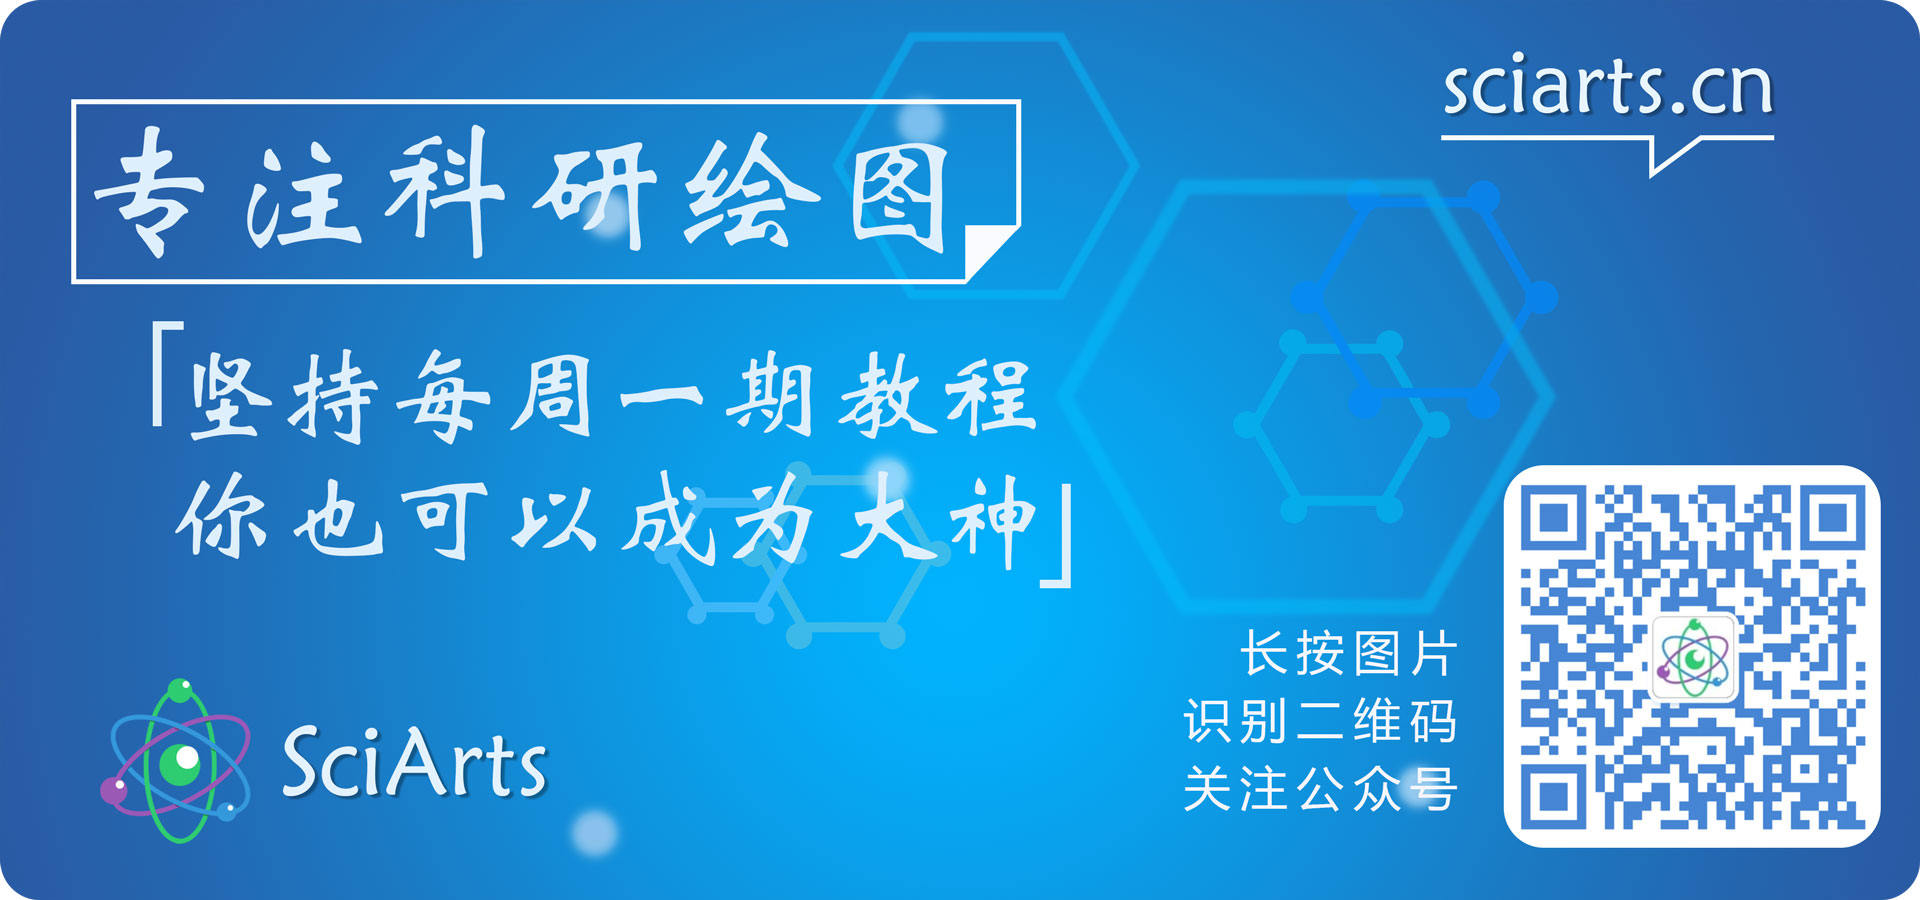 专注科研绘图
sciarts.cn
「坚持每周一期教程
你也可以成为大神」
长按图片
识别二维码
关注公众号
SciArts